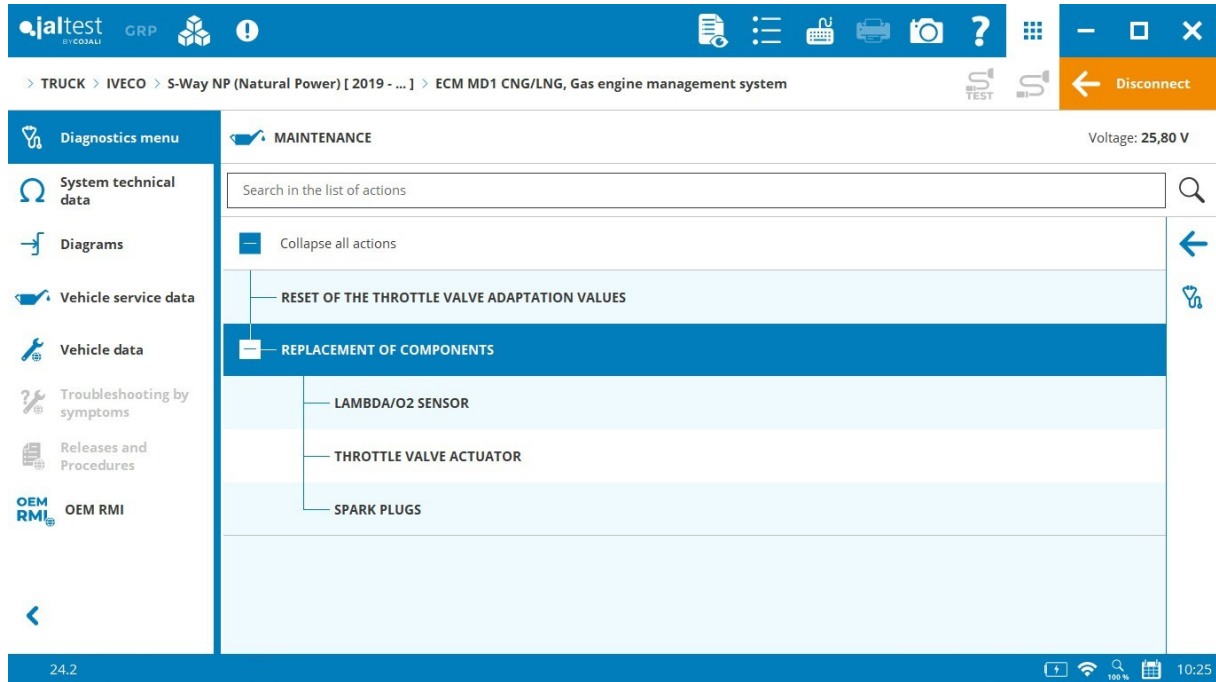 jaltest GRP
BY COJALI
TEST
> TRUCK > IVECO > S-Way NP (Natural Power) [ 2019 - ... ] > ECM MD1 CNG/LNG, Gas engine management system
Disconnect
Diagnostics menu
MAINTENANCE
Voltage: 25,80 V
System technical
data
Search in the list of actions
Diagrams
Collapse all actions
Vehicle service data
RESET OF THE THROTTLE VALVE ADAPTATION VALUES
Vehicle data
REPLACEMENT OF COMPONENTS
Troubleshooting by
symptoms
LAMBDA/O2 SENSOR
Releases and
Procedures
THROTTLE VALVE ACTUATOR
OEM
RMI
OEM RMI
SPARK PLUGS
24.2
100 %
10:25